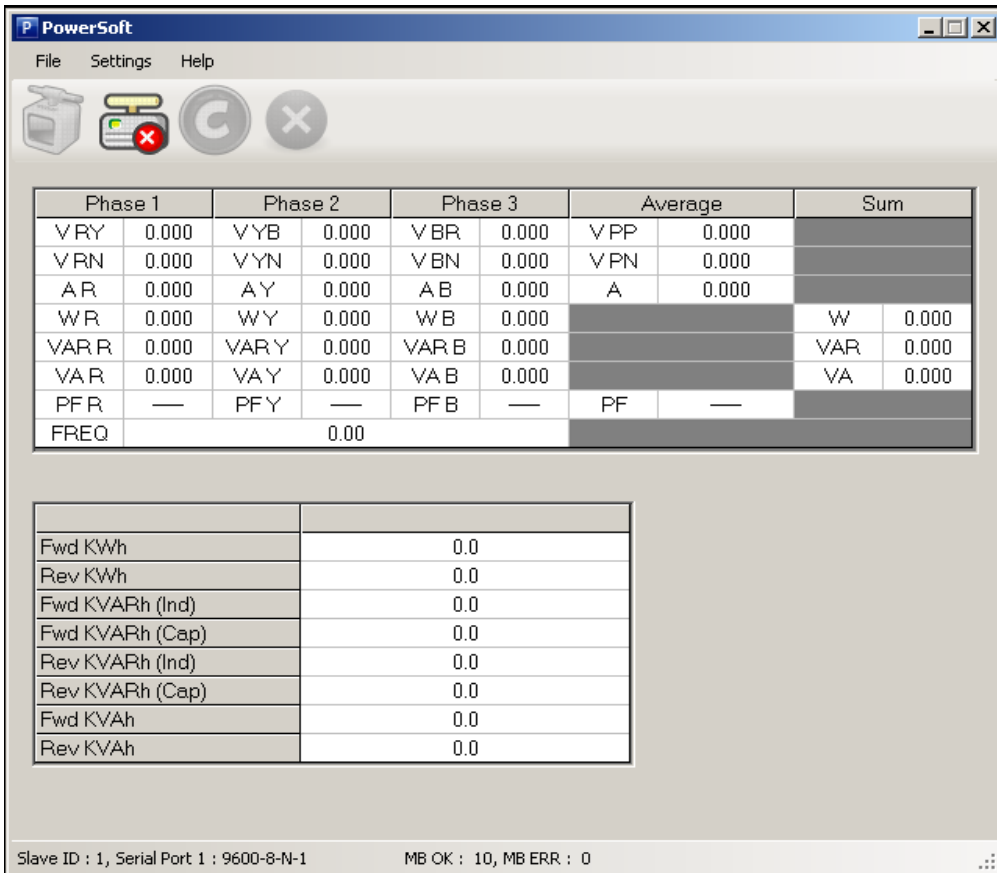 PowerSoft
File Settings Help
Phase 1 Phase 2 Phase 3 Average Sum
V RY 0.000 V YB 0.000 V BR 0.000 V PP 0.000
V RN 0.000 V YN 0.000 V BN 0.000 V PN 0.000
A R 0.000 A Y 0.000 A B 0.000 A 0.000
W R 0.000 W Y 0.000 W B 0.000 W 0.000
VAR R 0.000 VAR Y 0.000 VAR B 0.000 VAR 0.000
VA R 0.000 VA Y 0.000 VA B 0.000 VA 0.000
PF R —— PF Y —— PF B —— PF ——
FREQ 0.00
Fwd KWh 0.0
Rev KWh 0.0
Fwd KVARh (Ind) 0.0
Fwd KVARh (Cap) 0.0
Rev KVARh (Ind) 0.0
Rev KVARh (Cap) 0.0
Fwd KVAh 0.0
Rev KVAh 0.0
Slave ID : 1, Serial Port 1 : 9600-8-N-1 MB OK : 10, MB ERR : 0